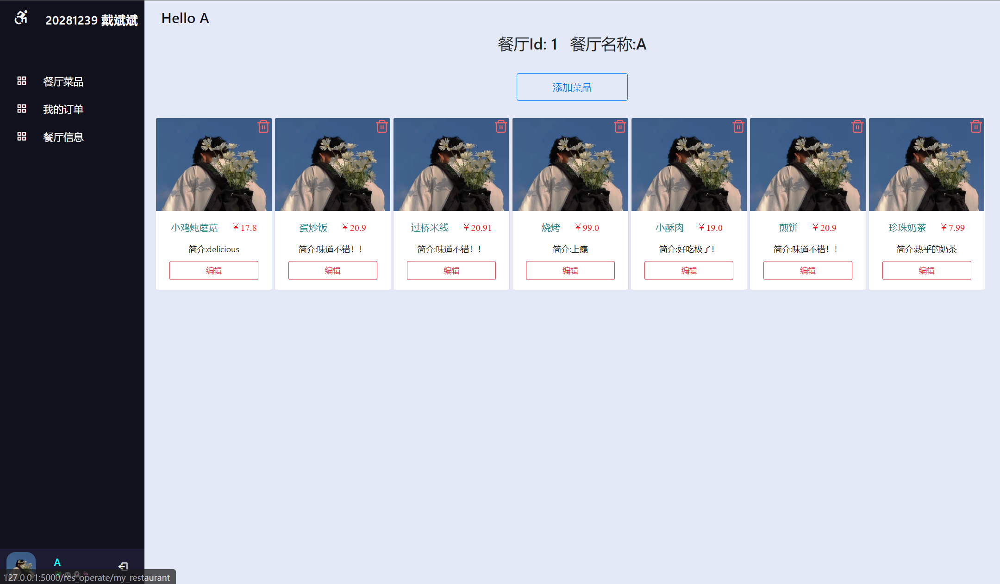 20281239 戴斌斌
Hello A
餐厅Id: 1 餐厅名称:A
餐厅菜品
我的订单
餐厅信息
添加菜品
小鸡炖蘑菇 ￥17.8
简介:delicious
编辑
蛋炒饭 ￥20.9
简介:味道不错！！
编辑
过桥米线 ￥20.91
简介:味道不错！！
编辑
烧烤 ￥99.0
简介:上瘾
编辑
小酥肉 ￥19.0
简介:好吃极了！
编辑
煎饼 ￥20.9
简介:味道不错！！
编辑
珍珠奶茶 ￥7.99
简介:热乎的奶茶
编辑
A
127.0.0.1:5000/res_operate/my_restaurant